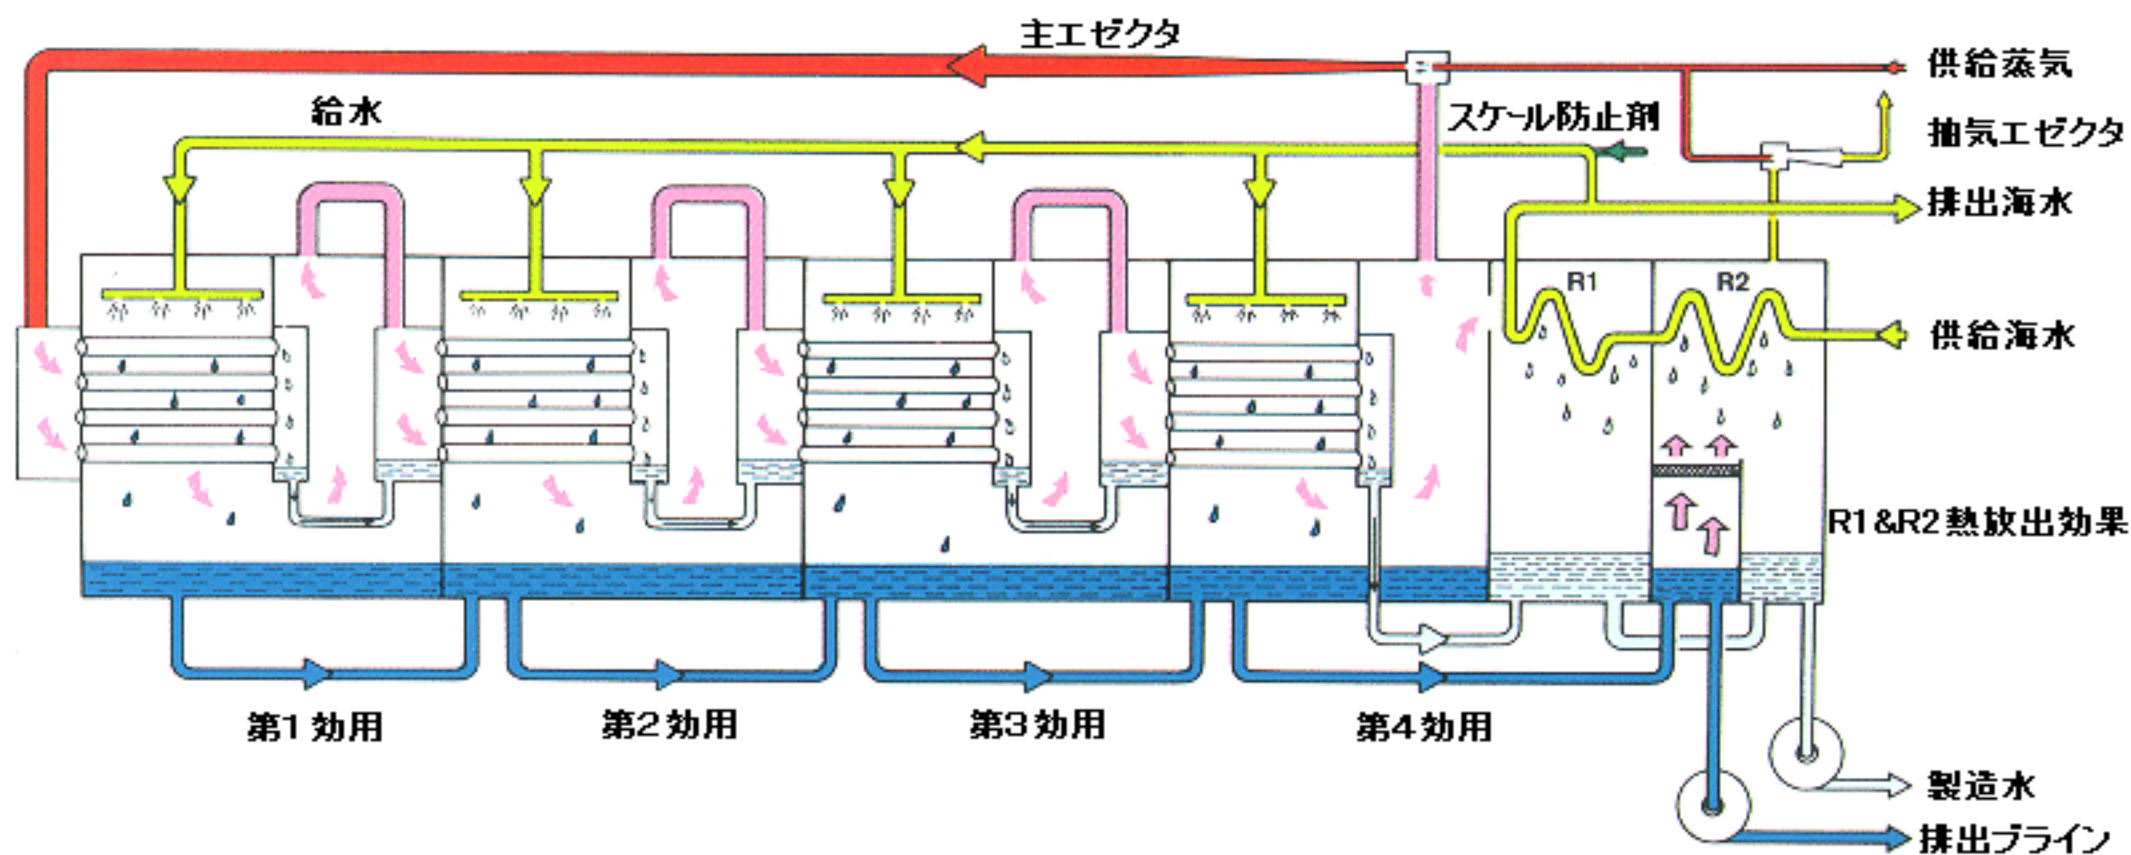 主エゼクタ
供給蒸気
給水
スケール防止剤
抽気エゼクタ
排出海水
R1
R2
供給海水
R1&R2熱放出効果
第1効用
第2効用
第3効用
第4効用
製造水
排出ブライン